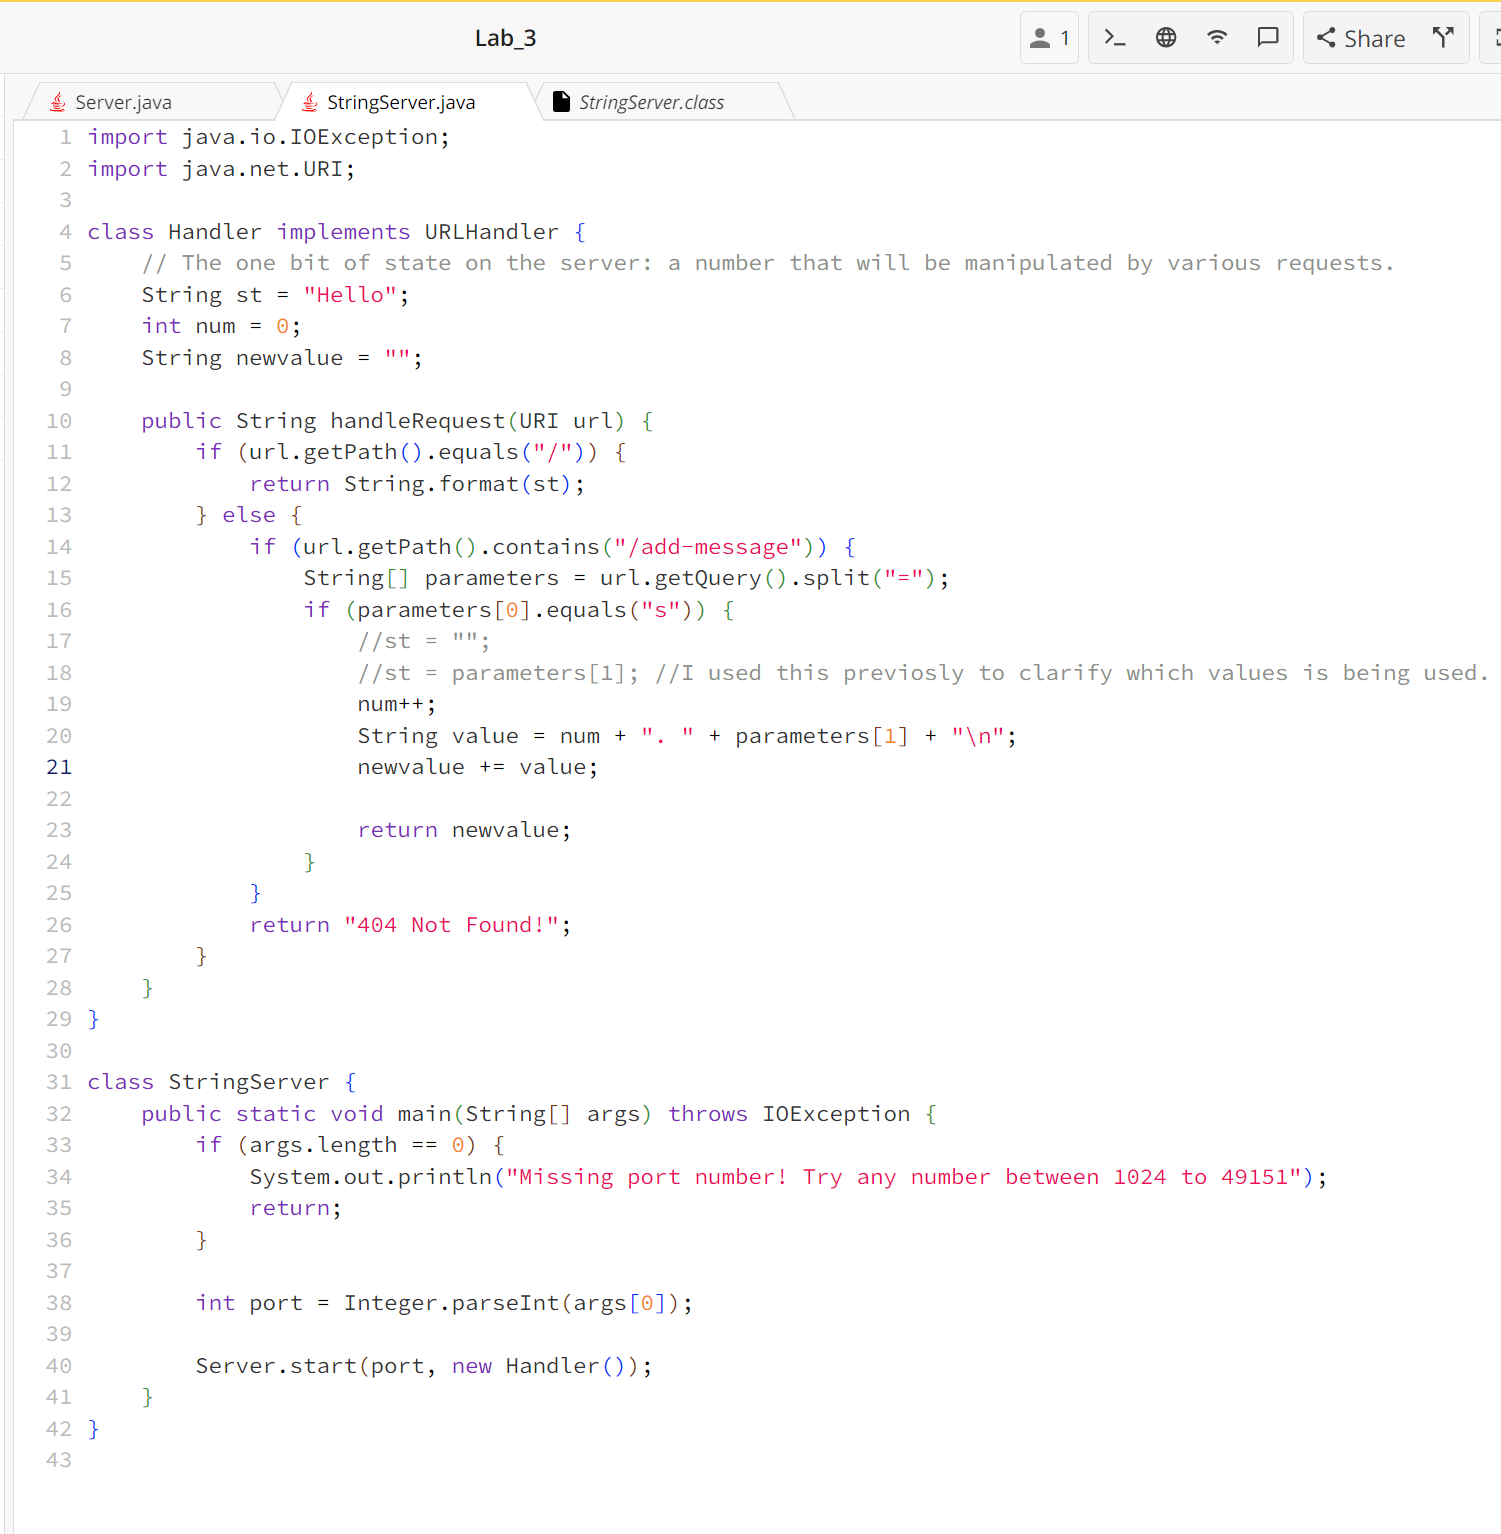 Lab_3
1
Share
Server.java
StringServer.java
StringServer.class
1 import java.io.IOException;
2 import java.net.URI;
3
4 class Handler implements URLHandler {
5     // The one bit of state on the server: a number that will be manipulated by various requests.
6     String st = "Hello";
7     int num = 0;
8     String newvalue = "";
9
10     public String handleRequest(URI url) {
11         if (url.getPath().equals("/")) {
12             return String.format(st);
13         } else {
14             if (url.getPath().contains("/add-message")) {
15                 String[] parameters = url.getQuery().split("=");
16                 if (parameters[0].equals("s")) {
17                     //st = "";
18                     //st = parameters[1]; //I used this previosly to clarify which values is being used.
19                     num++;
20                     String value = num + ". " + parameters[1] + "\n";
21                     newvalue += value;
22
23                     return newvalue;
24                 }
25             }
26             return "404 Not Found!";
27         }
28     }
29 }
30
31 class StringServer {
32     public static void main(String[] args) throws IOException {
33         if (args.length == 0) {
34             System.out.println("Missing port number! Try any number between 1024 to 49151");
35             return;
36         }
37
38         int port = Integer.parseInt(args[0]);
39
40         Server.start(port, new Handler());
41     }
42 }
43